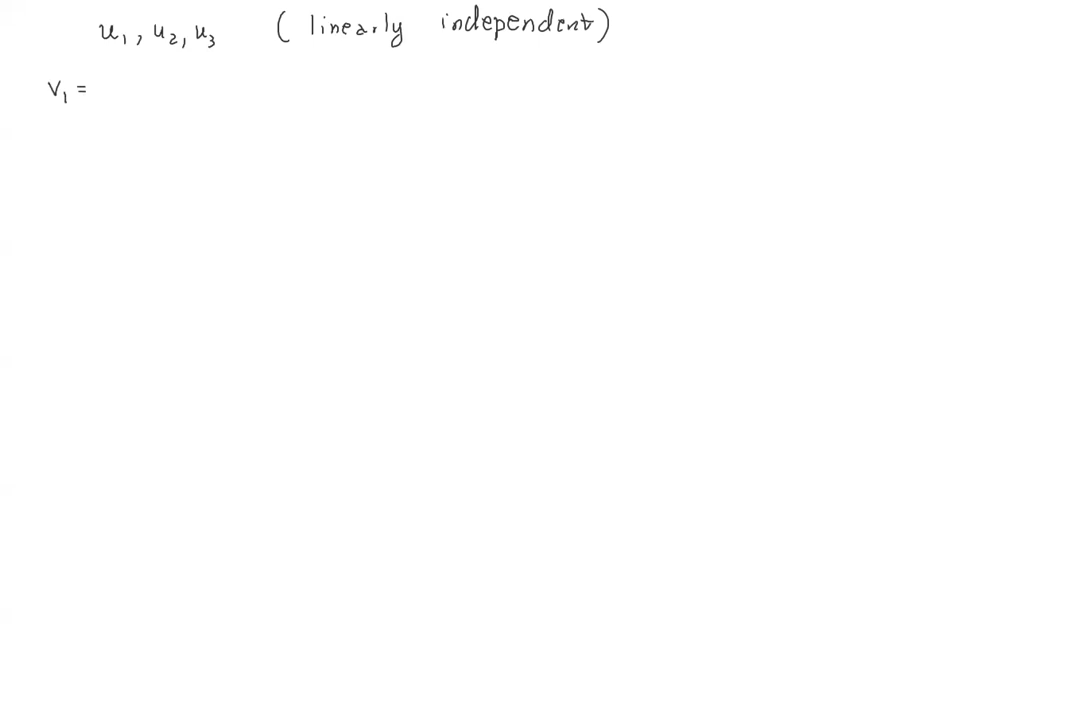 u₁, u₂, u₃ (linearly independent)
v₁ =